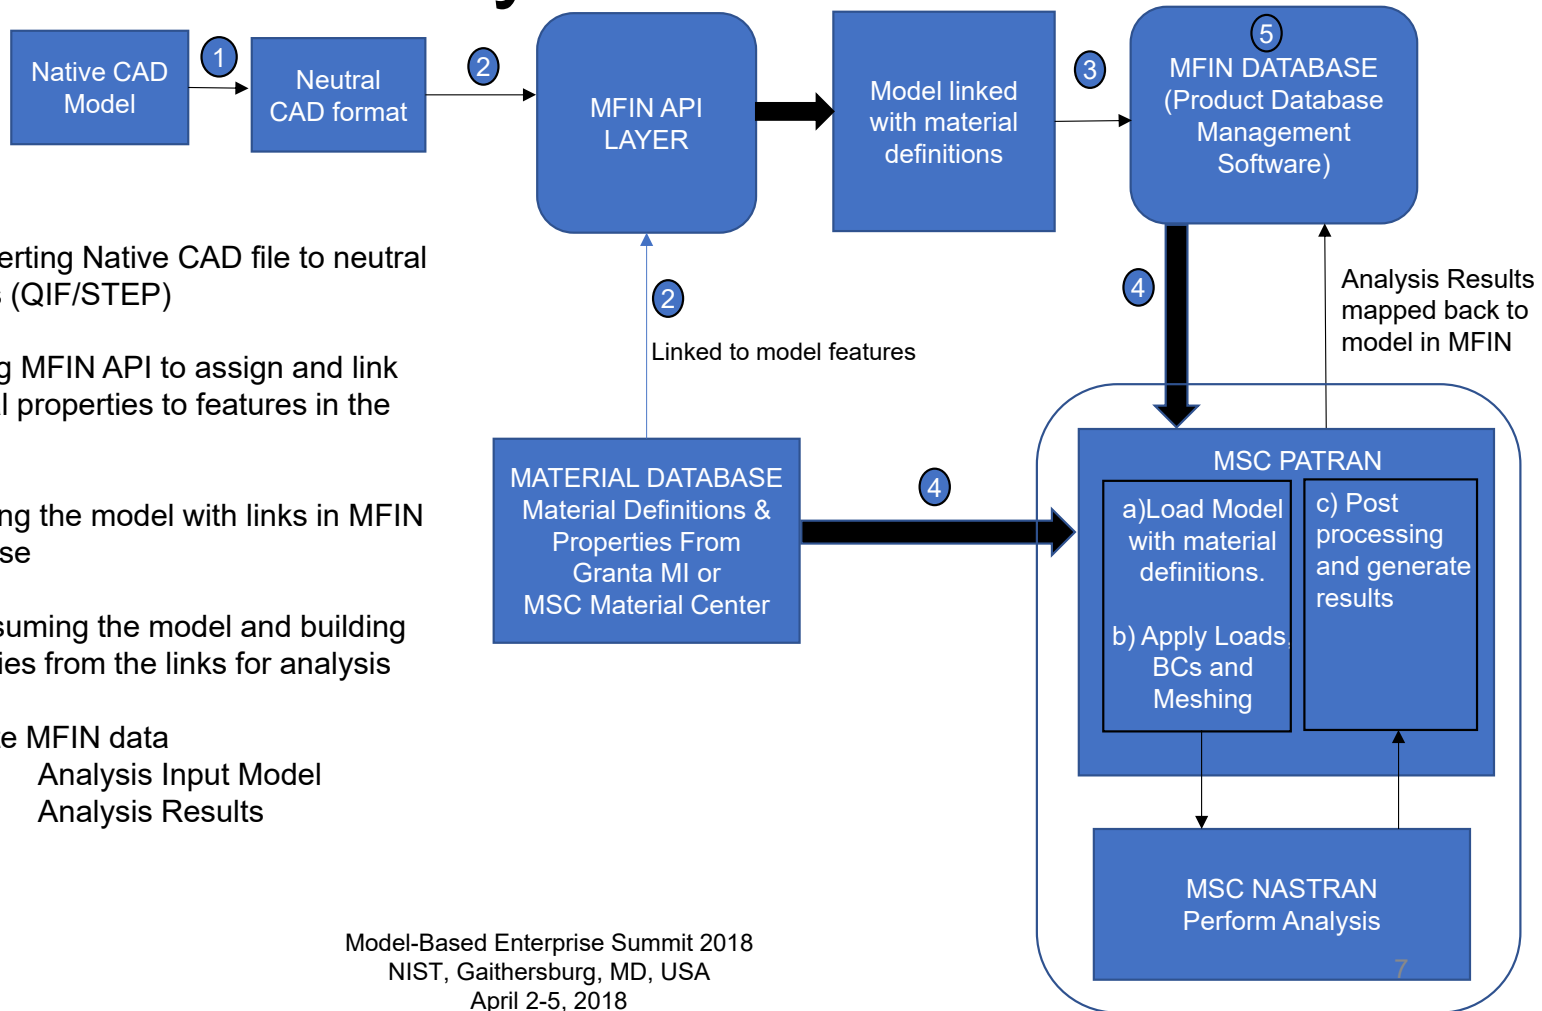 Native CAD
Model
1
Neutral
CAD format
2
MFIN API
LAYER
Model linked
with material
definitions
3
5
MFIN DATABASE
(Product Database
Management
Software)
erting Native CAD file to neutral
s (QIF/STEP)
g MFIN API to assign and link
al properties to features in the
ing the model with links in MFIN
se
suming the model and building
ies from the links for analysis
te MFIN data
Analysis Input Model
Analysis Results
2
Linked to model features
4
Analysis Results
mapped back to
model in MFIN
MATERIAL DATABASE
Material Definitions &
Properties From
Granta MI or
MSC Material Center
4
MSC PATRAN
a)Load Model
with material
definitions.
b) Apply Loads,
BCs and
Meshing
c) Post
processing
and generate
results
MSC NASTRAN
Perform Analysis
7
Model-Based Enterprise Summit 2018
NIST, Gaithersburg, MD, USA
April 2-5, 2018